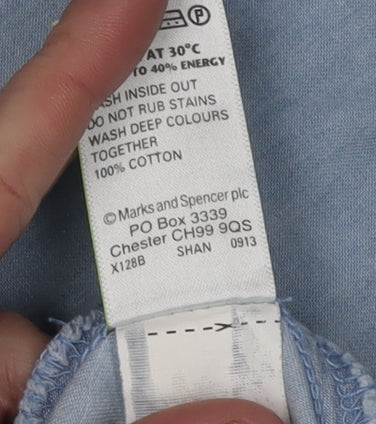 P
AT 30°C
TO 40% ENERGY
WASH INSIDE OUT
DO NOT RUB STAINS
WASH DEEP COLOURS
TOGETHER
100% COTTON
© Marks and Spencer plc
PO Box 3339
Chester CH99 9QS
X128B SHAN 0913